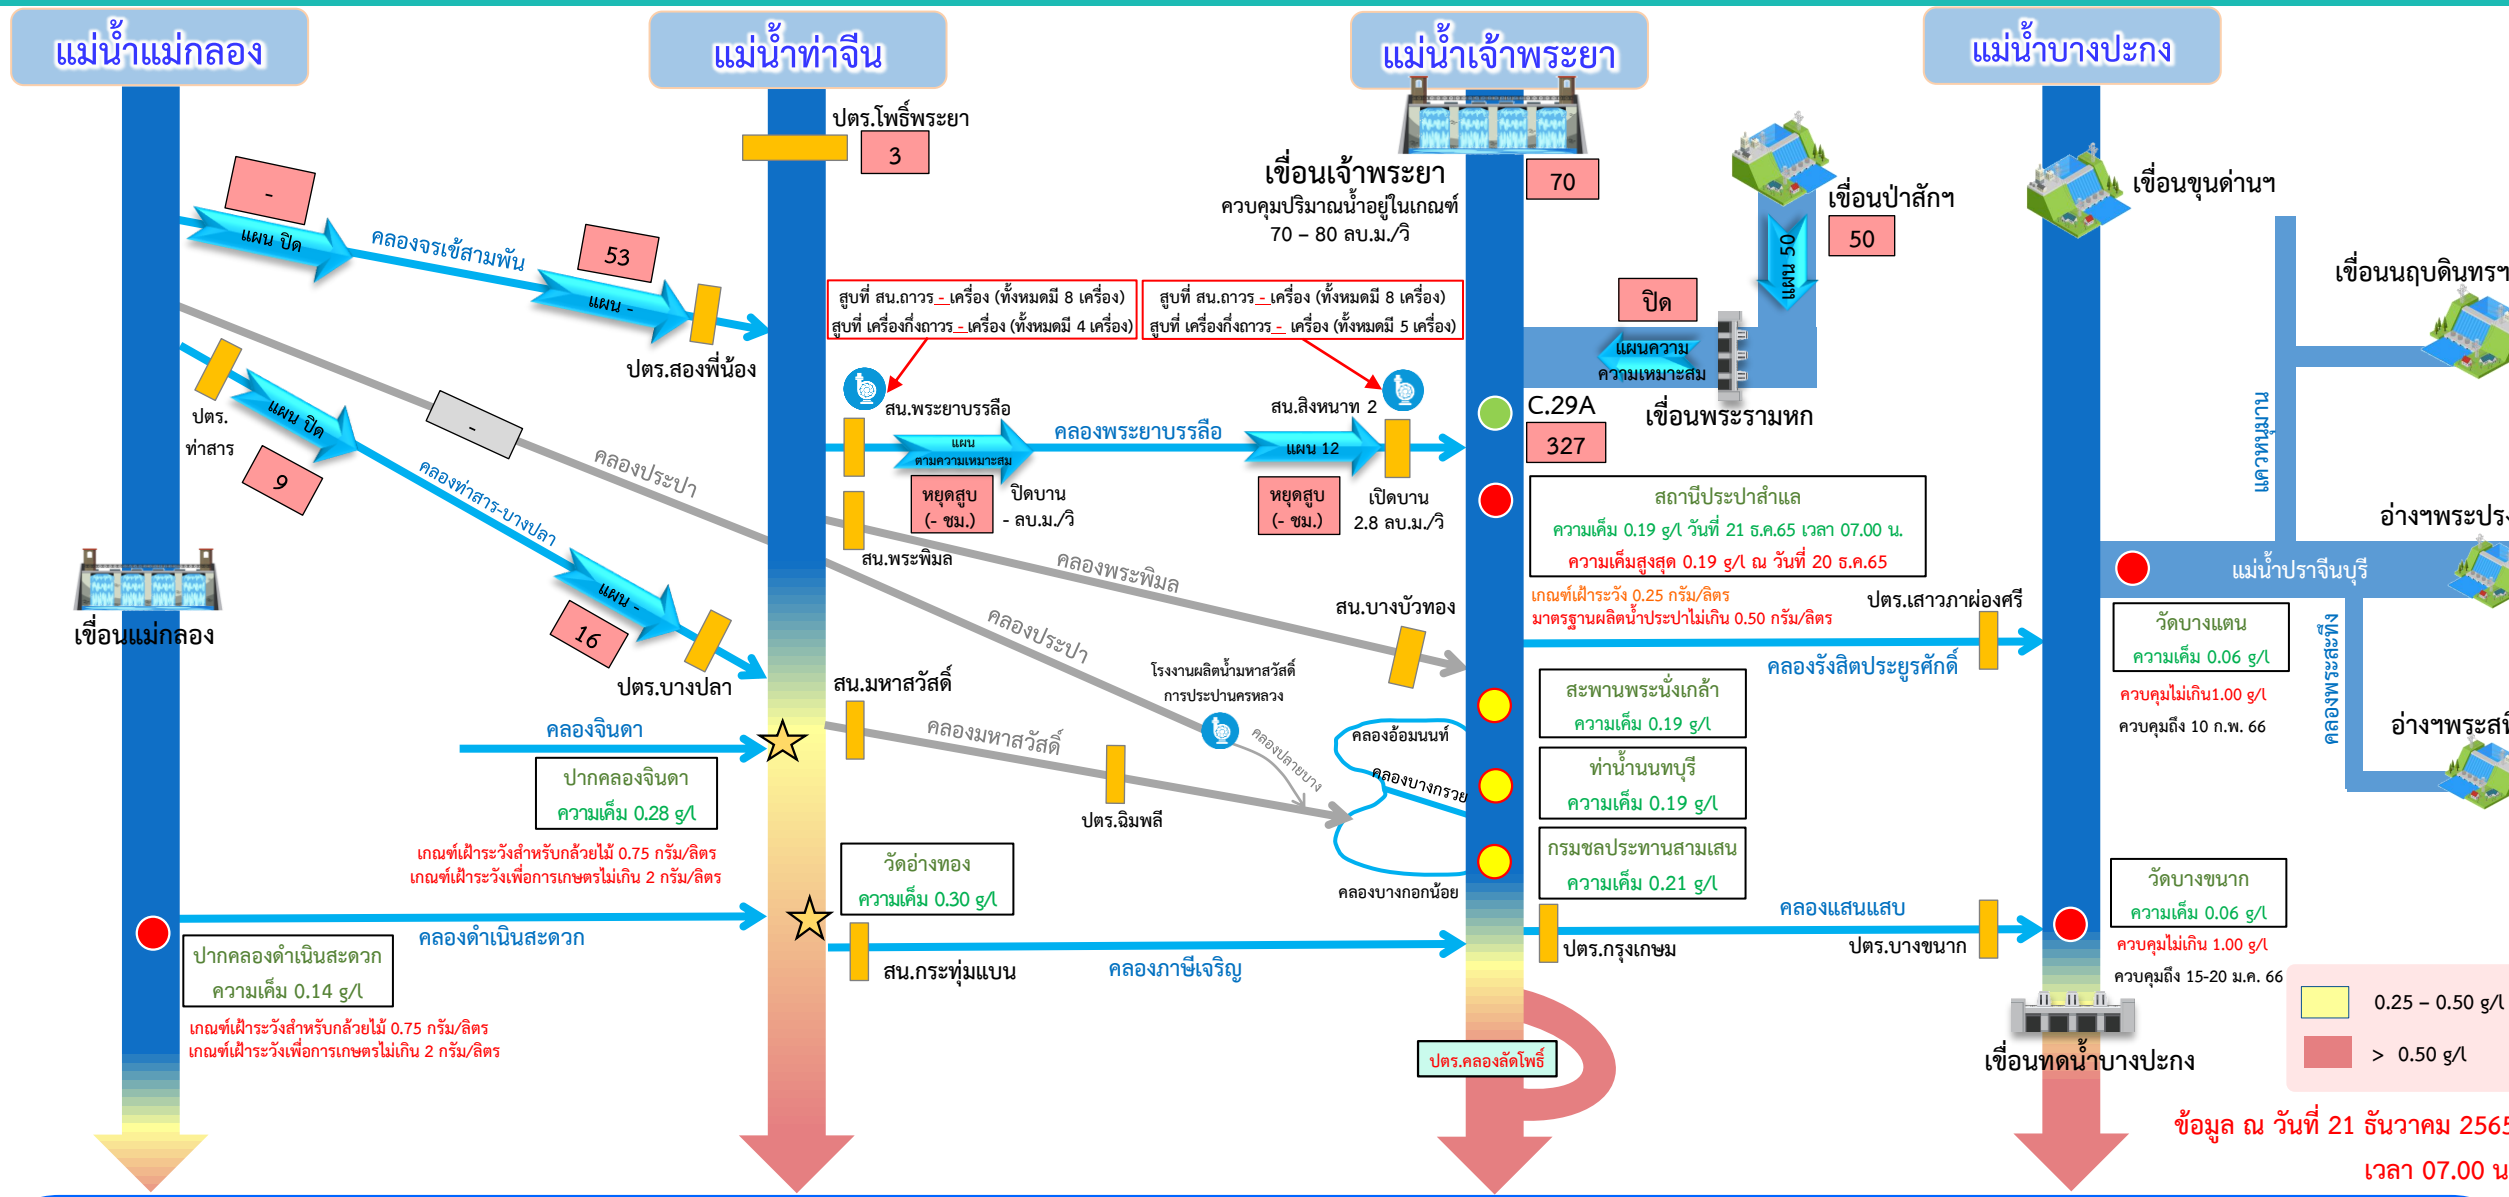 แม่น้ำแม่กลอง
แม่น้ำท่าจีน
แม่น้ำเจ้าพระยา
แม่น้ำบางปะกง
ปตร.โพธิ์พระยา
3
เขื่อนเจ้าพระยา
ควบคุมปริมาณน้ำอยู่ในเกณฑ์
70 – 80 ลบ.ม./วิ
70
เขื่อนป่าสักฯ
50
แผน 50
เขื่อนขุนด่านฯ
เขื่อนนฤบดินทรฯ
-
แผน ปิด
คลองจรเข้สามพัน
53
แผน -
ปตร.สองพี่น้อง
สูบที่ สน.ถาวร - เครื่อง (ทั้งหมดมี 8 เครื่อง)
สูบที่ เครื่องกึ่งถาวร - เครื่อง (ทั้งหมดมี 4 เครื่อง)
สูบที่ สน.ถาวร - เครื่อง (ทั้งหมดมี 8 เครื่อง)
สูบที่ เครื่องกึ่งถาวร - เครื่อง (ทั้งหมดมี 5 เครื่อง)
ปิด
แผนความ
ความเหมาะสม
เขื่อนพระรามหก
ปตร.
ท่าสาร
แผน ปิด
9
คลองท่าสาร-บางปลา
-
คลองประปา
สน.พระยาบรรลือ
แผน
ตามความเหมาะสม
คลองพระยาบรรลือ
สน.สิงหนาท 2
แผน 12
C.29A
327
หยุดสูบ
(- ชม.)
ปิดบาน
- ลบ.ม./วิ
หยุดสูบ
(- ชม.)
เปิดบาน
2.8 ลบ.ม./วิ
สถานีประปาสำแล
ความเค็ม 0.19 g/l วันที่ 21 ธ.ค.65 เวลา 07.00 น.
ความเค็มสูงสุด 0.19 g/l ณ วันที่ 20 ธ.ค.65
เกณฑ์เฝ้าระวัง 0.25 กรัม/ลิตร
มาตรฐานผลิตน้ำประปาไม่เกิน 0.50 กรัม/ลิตร
แควหนุมาน
อ่างฯพระปรง
แม่น้ำปราจีนบุรี
สน.พระพิมล
คลองพระพิมล
สน.บางบัวทอง
ปตร.เสาวภาผ่องศรี
คลองรังสิตประยูรศักดิ์
วัดบางแตน
ความเค็ม 0.06 g/l
ควบคุมไม่เกิน1.00 g/l
ควบคุมถึง 10 ก.พ. 66
คลองพระสะทึง
อ่างฯพระสทึ
เขื่อนแม่กลอง
แผน -
16
ปตร.บางปลา
คลองประปา
โรงงานผลิตน้ำมหาสวัสดิ์
การประปานครหลวง
สน.มหาสวัสดิ์
คลองมหาสวัสดิ์
คลองปลายบาง
ปตร.ฉิมพลี
คลองอ้อมนนท์
คลองบางกรวย
คลองบางกอกน้อย
สะพานพระนั่งเกล้า
ความเค็ม 0.19 g/l
ท่าน้ำนนทบุรี
ความเค็ม 0.19 g/l
กรมชลประทานสามเสน
ความเค็ม 0.21 g/l
คลองจินดา
ปากคลองจินดา
ความเค็ม 0.28 g/l
เกณฑ์เฝ้าระวังสำหรับกล้วยไม้ 0.75 กรัม/ลิตร
เกณฑ์เฝ้าระวังเพื่อการเกษตรไม่เกิน 2 กรัม/ลิตร
วัดอ่างทอง
ความเค็ม 0.30 g/l
คลองดำเนินสะดวก
ปากคลองดำเนินสะดวก
ความเค็ม 0.14 g/l
เกณฑ์เฝ้าระวังสำหรับกล้วยไม้ 0.75 กรัม/ลิตร
เกณฑ์เฝ้าระวังเพื่อการเกษตรไม่เกิน 2 กรัม/ลิตร
สน.กระทุ่มแบน
คลองภาษีเจริญ
ปตร.กรุงเกษม
คลองแสนแสบ
ปตร.บางขนาก
วัดบางขนาก
ความเค็ม 0.06 g/l
ควบคุมไม่เกิน 1.00 g/l
ควบคุมถึง 15-20 ม.ค. 66
ปตร.คลองลัดโพธิ์
เขื่อนทดน้ำบางปะกง
0.25 – 0.50 g/l
> 0.50 g/l
ข้อมูล ณ วันที่ 21 ธันวาคม 2565
เวลา 07.00 น